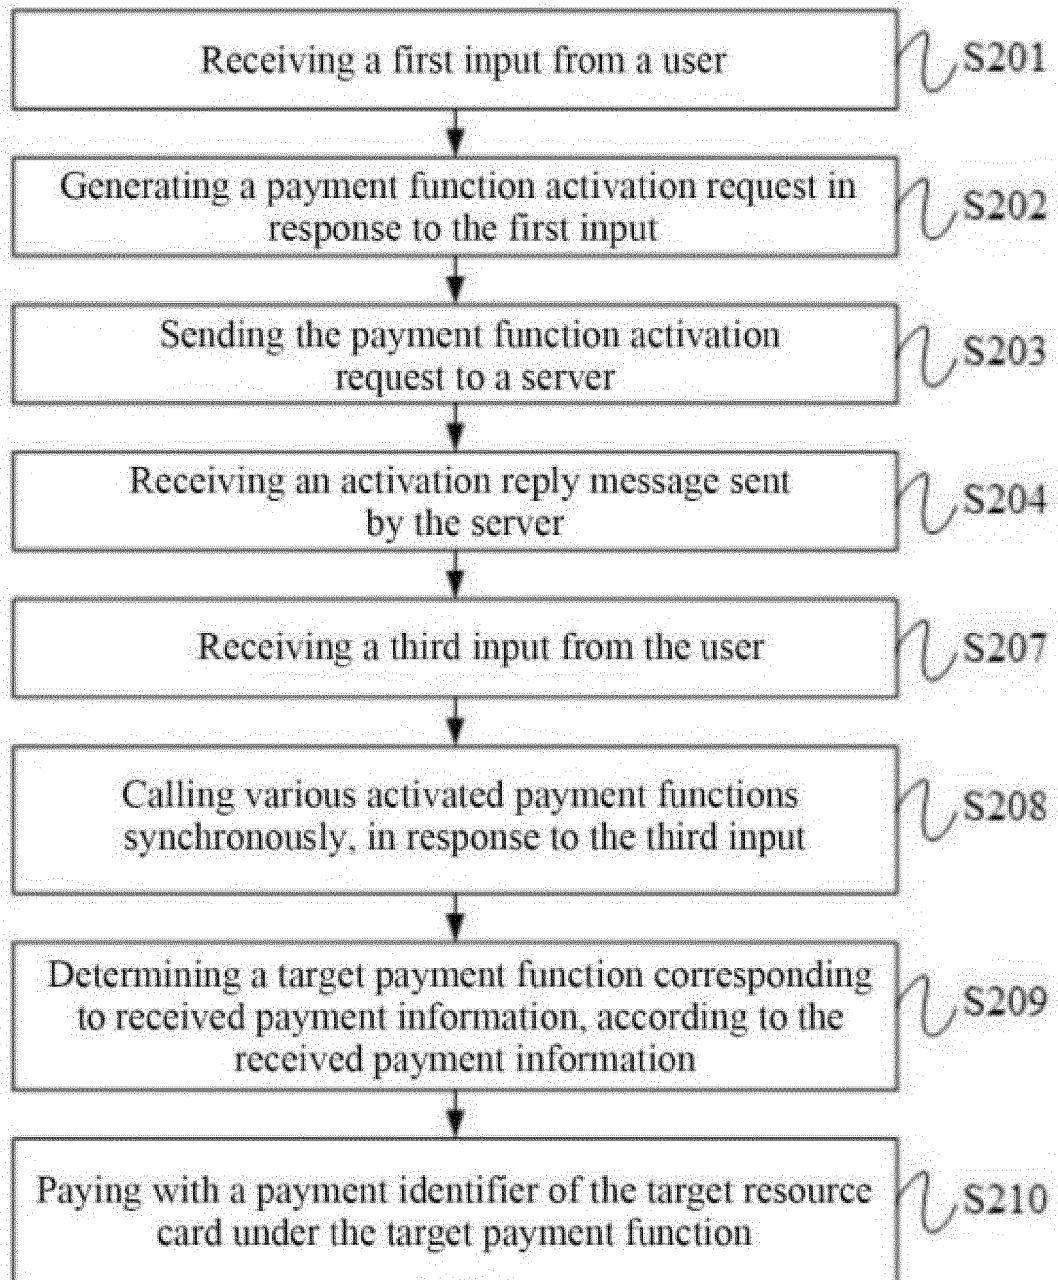 Receiving a first input from a user
S201
Generating a payment function activation request in
response to the first input
S202
Sending the payment function activation
request to a server
S203
Receiving an activation reply message sent
by the server
S204
Receiving a third input from the user
S207
Calling various activated payment functions
synchronously, in response to the third input
S208
Determining a target payment function corresponding
to received payment information, according to the
received payment information
S209
Paying with a payment identifier of the target resource
card under the target payment function
S210